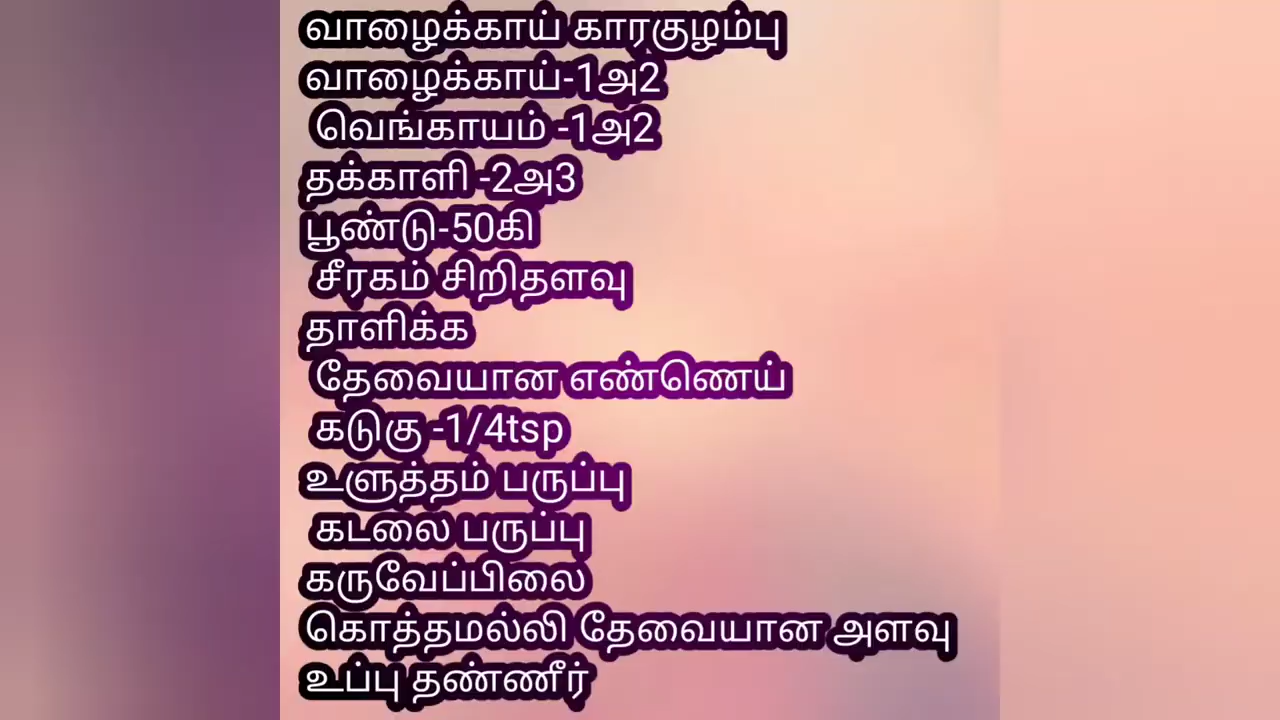 வாழைக்காய் காரகுழம்பு
வாழைக்காய்-1அ2
வெங்காயம் -1அ2
தக்காளி -2அ3
பூண்டு-50கி
சீரகம் சிறிதளவு
தாளிக்க
தேவையான எண்ணெய்
கடுகு -1/4tsp
உளுத்தம் பருப்பு
கடலை பருப்பு
கருவேப்பிலை
கொத்தமல்லி தேவையான அளவு
உப்பு தண்ணீர்